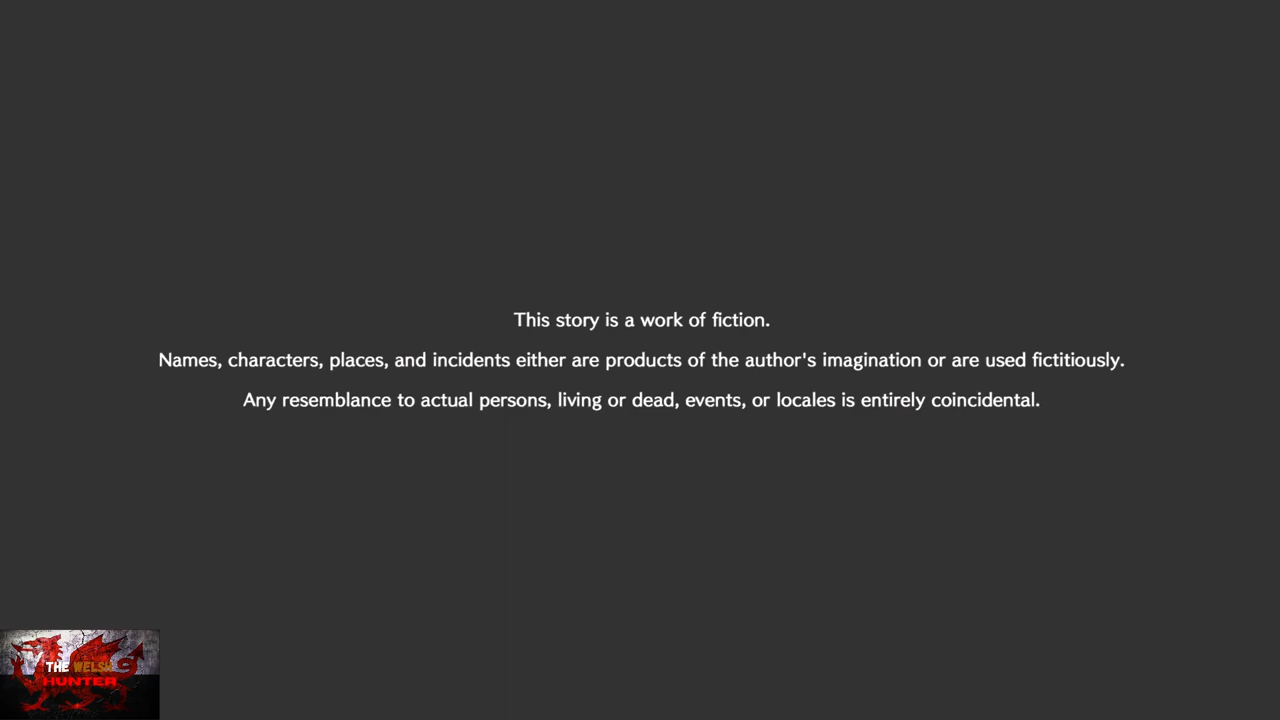 This story is a work of fiction.
Names, characters, places, and incidents either are products of the author's imagination or are used fictitiously.
Any resemblance to actual persons, living or dead, events, or locales is entirely coincidental.
THE WELSH
HUNTER